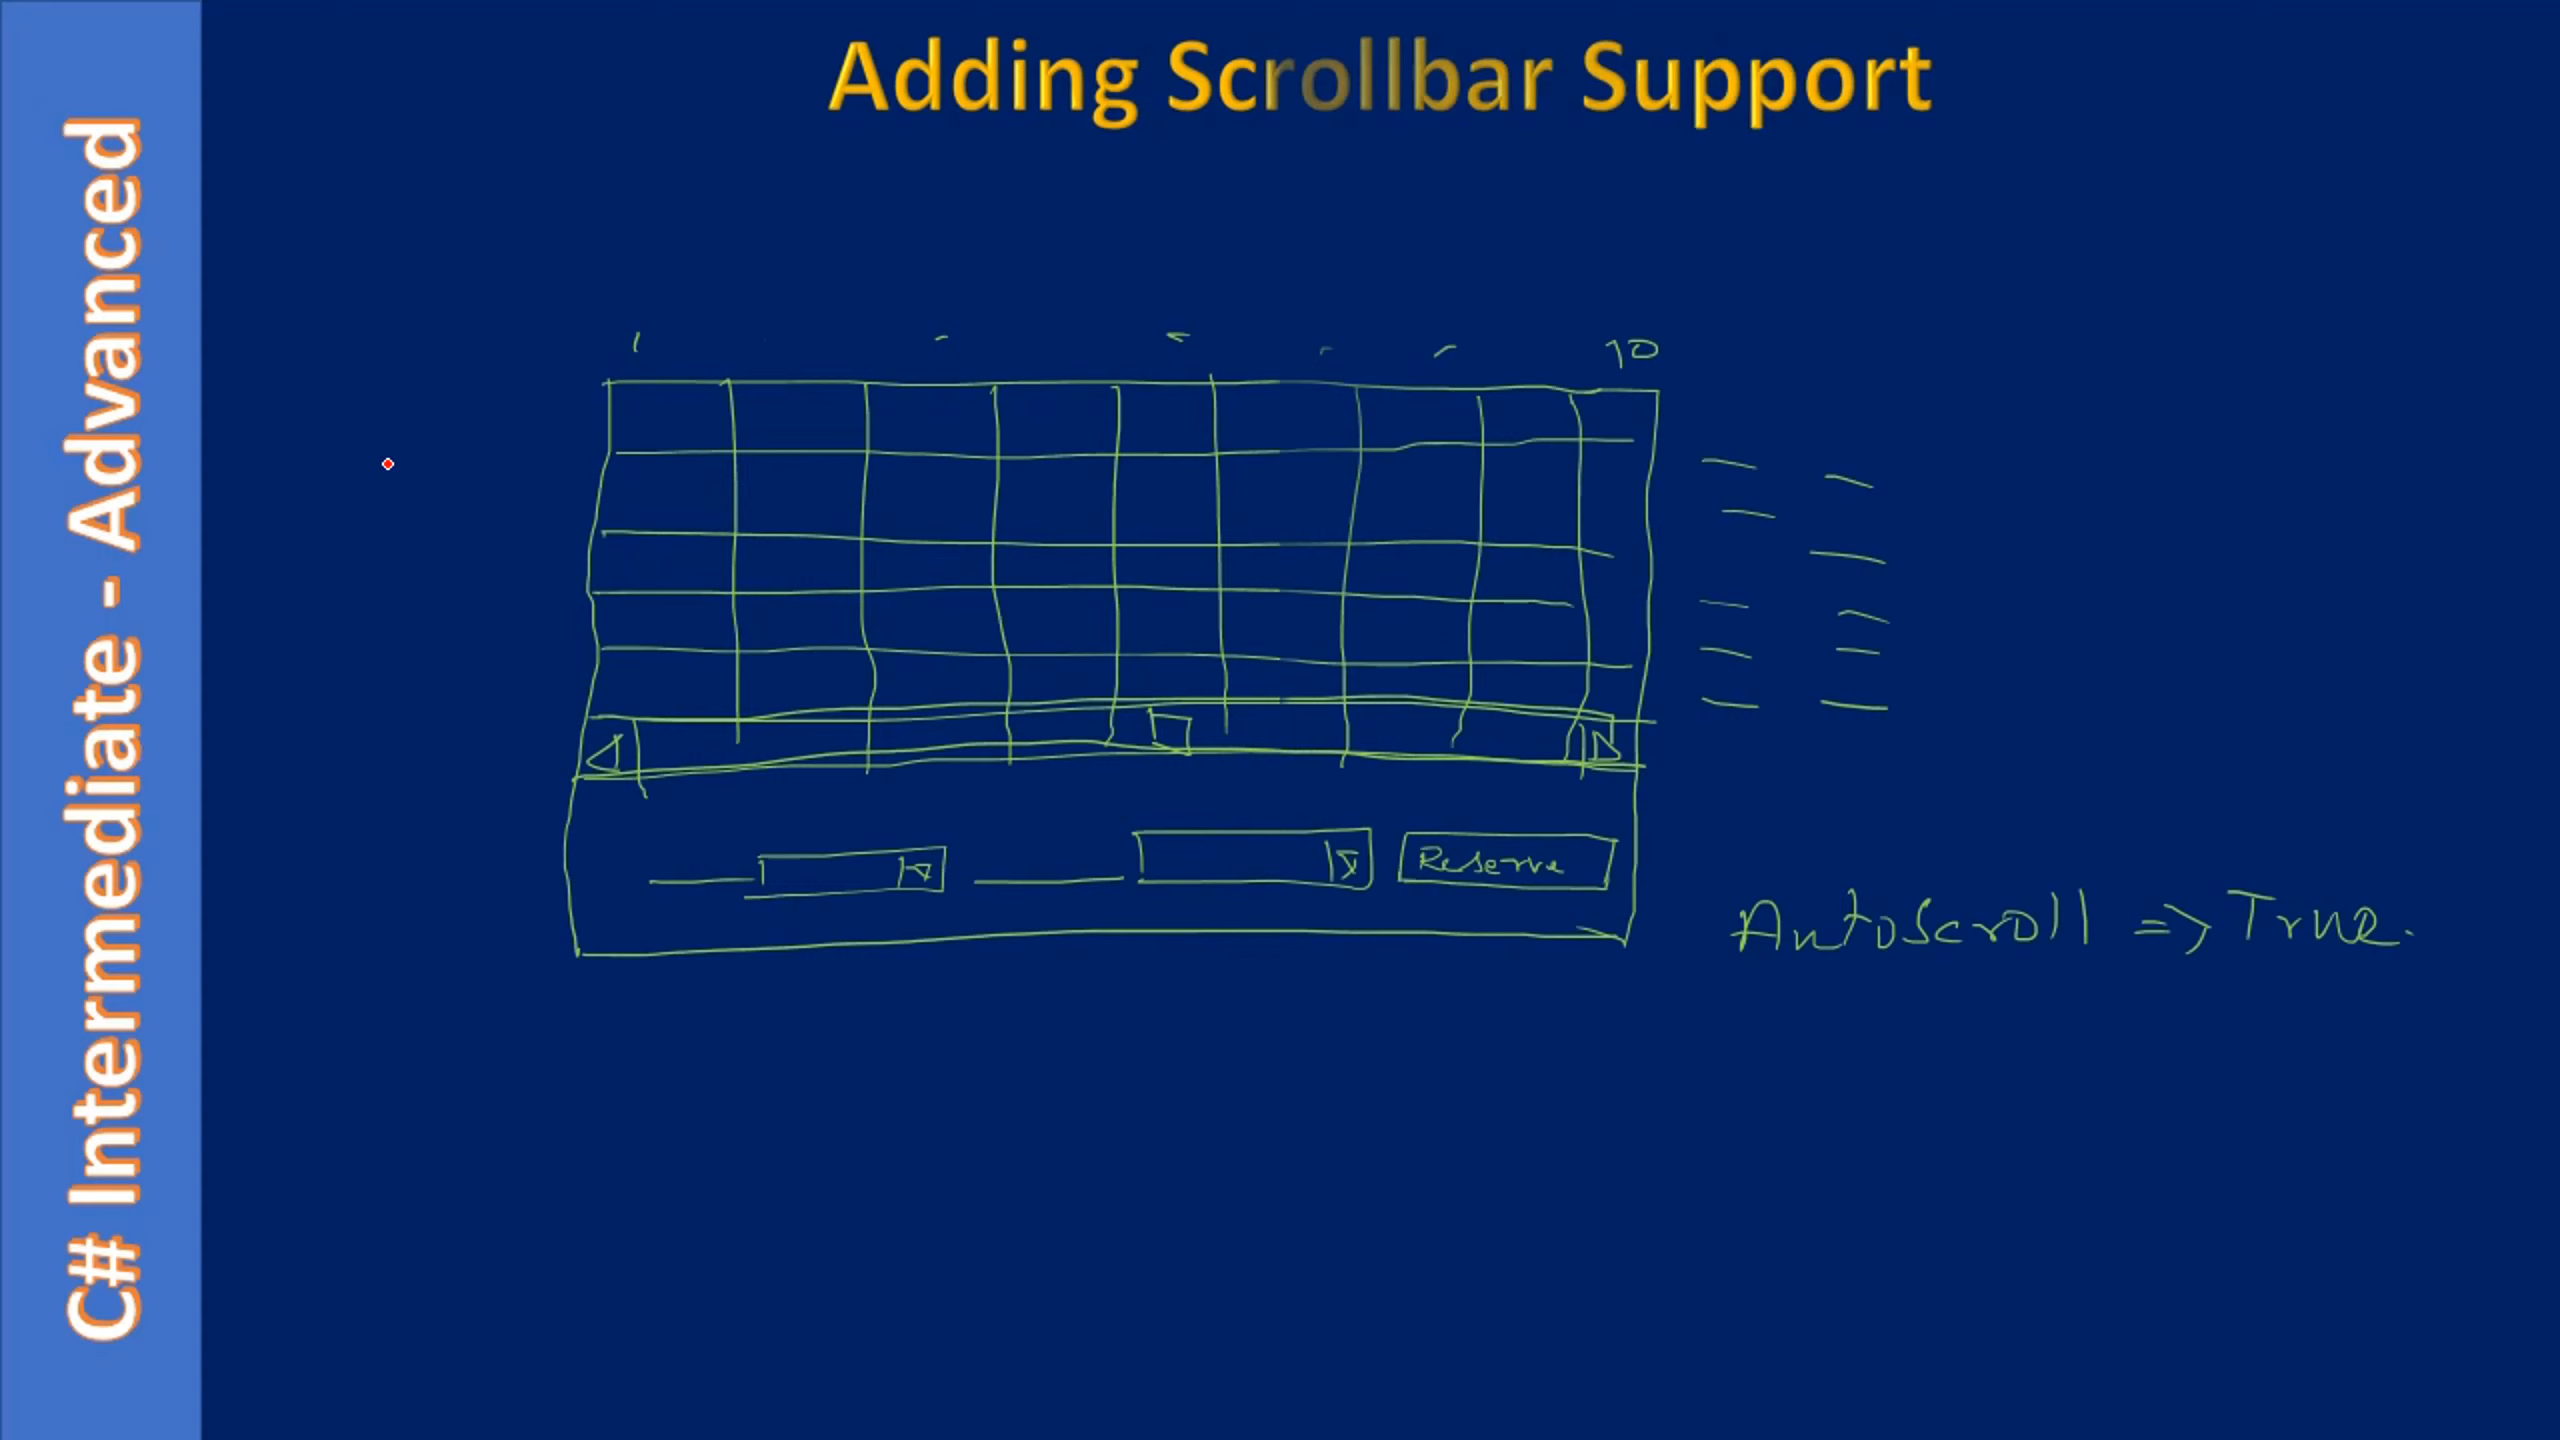 Adding Scrollbar Support
C# Intermediate - Advanced
1 10
Reserve
AutoScroll => True.